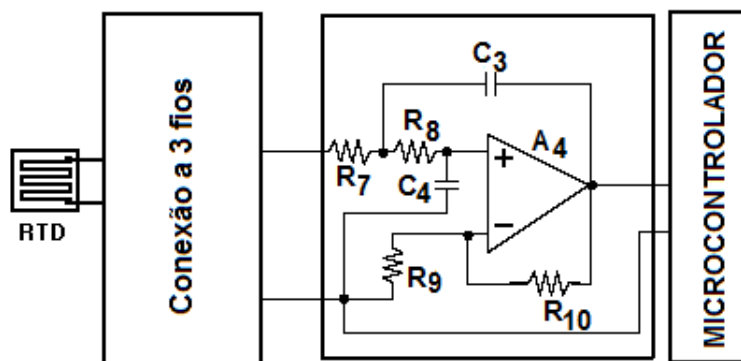 RTD
Conexão a 3 fios
C3
R8
R7
C4
A4
+
−
R9
R10
MICROCONTROLADOR